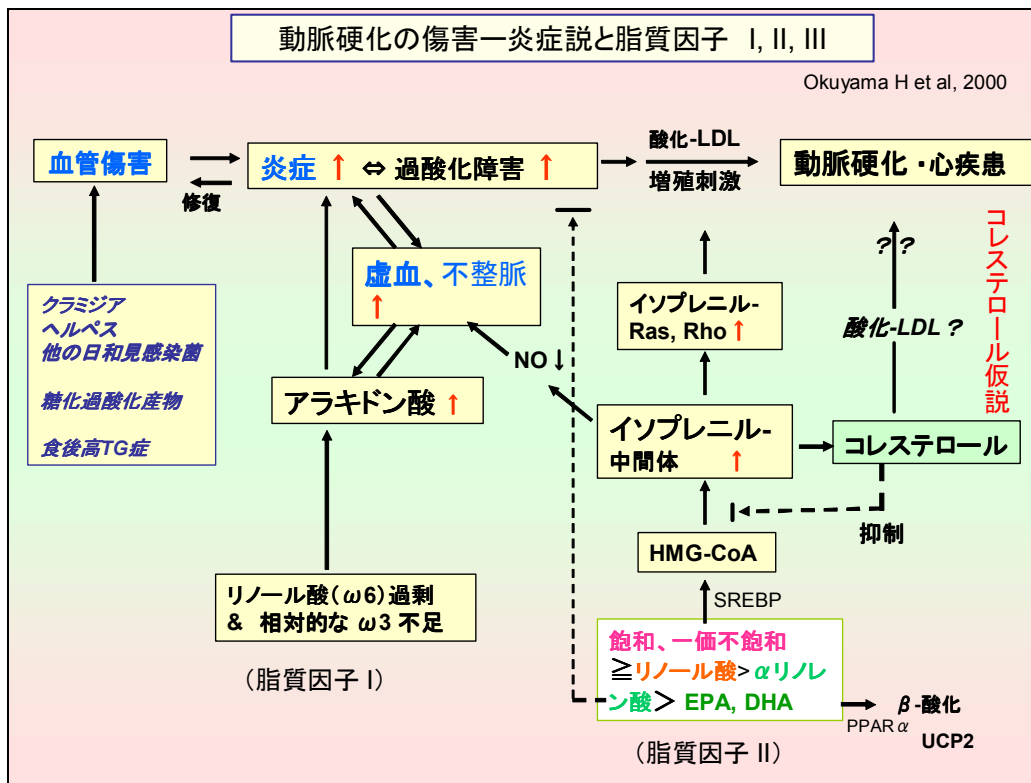 動脈硬化の傷害ー炎症説と脂質因子 I, II, III
Okuyama H et al, 2000
血管傷害
修復
炎症 ↑ ⇔ 過酸化障害 ↑
酸化-LDL
増殖刺激
動脈硬化・心疾患
コレステロール仮説
??
酸化-LDL?
虚血、不整脈
↑
イソプレニル-
Ras, Rho ↑
NO ↓
クラミジア
ヘルペス
他の日和見感染菌
糖化過酸化産物
食後高TG症
アラキドン酸 ↑
イソプレニル-
中間体 ↑
コレステロール
抑制
HMG-CoA
SREBP
リノール酸(ω6)過剰
& 相対的な ω3 不足
(脂質因子 I)
飽和、一価不飽和
≧リノール酸>αリノレ
ン酸> EPA, DHA
β-酸化
PPARα
UCP2
(脂質因子 II)